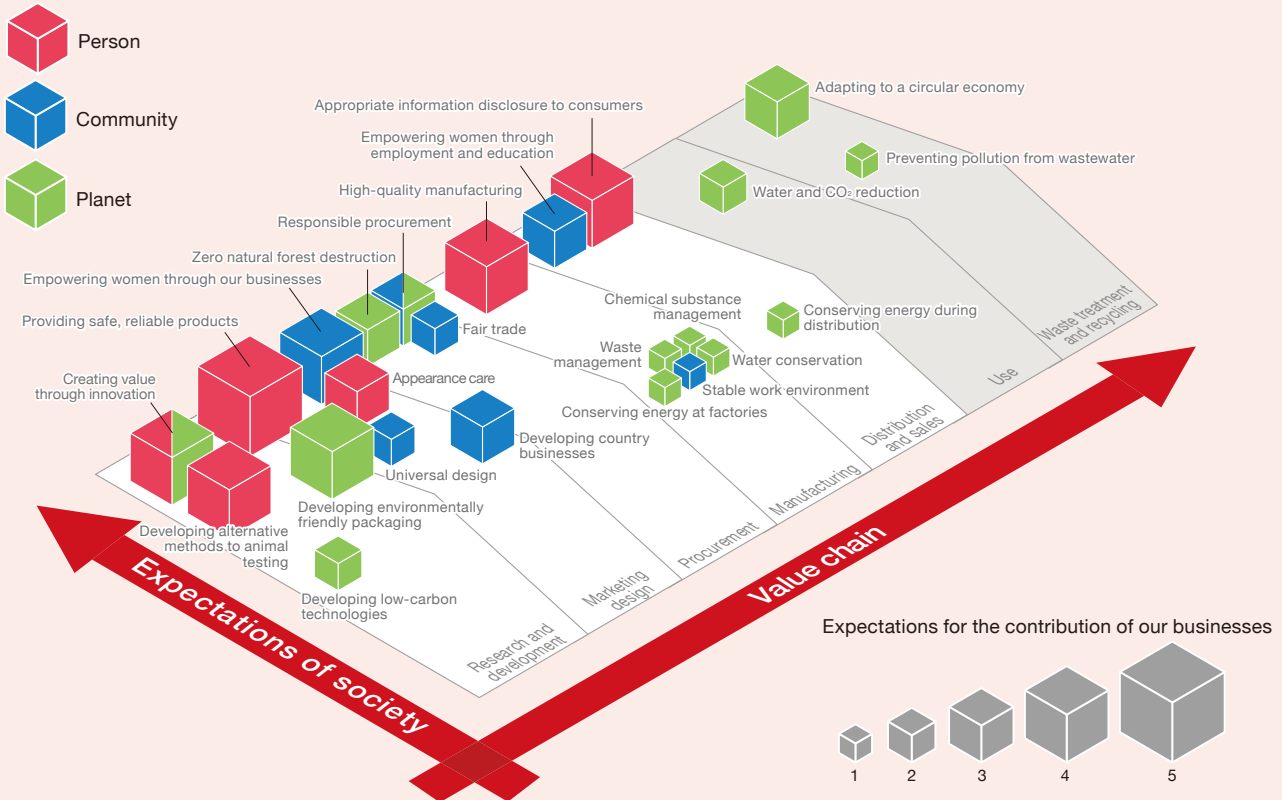 Person
Community
Planet
Appropriate information disclosure to consumers
Empowering women through
employment and education
High-quality manufacturing
Responsible procurement
Zero natural forest destruction
Empowering women through our businesses
Providing safe, reliable products
Creating value
through innovation
Adapting to a circular economy
Preventing pollution from wastewater
Water and CO₂ reduction
Fair trade
Appearance care
Universal design
Developing country
businesses
Developing environmentally
friendly packaging
Developing alternative
methods to animal
testing
Developing low-carbon
technologies
Chemical substance
management
Waste
management
Water conservation
Stable work environment
Conserving energy at factories
Conserving energy during
distribution
Research and
development
Marketing
design
Procurement
Manufacturing
Distribution
and sales
Use
Waste treatment
and recycling
Expectations of society
Value chain
Expectations for the contribution of our businesses
1
2
3
4
5